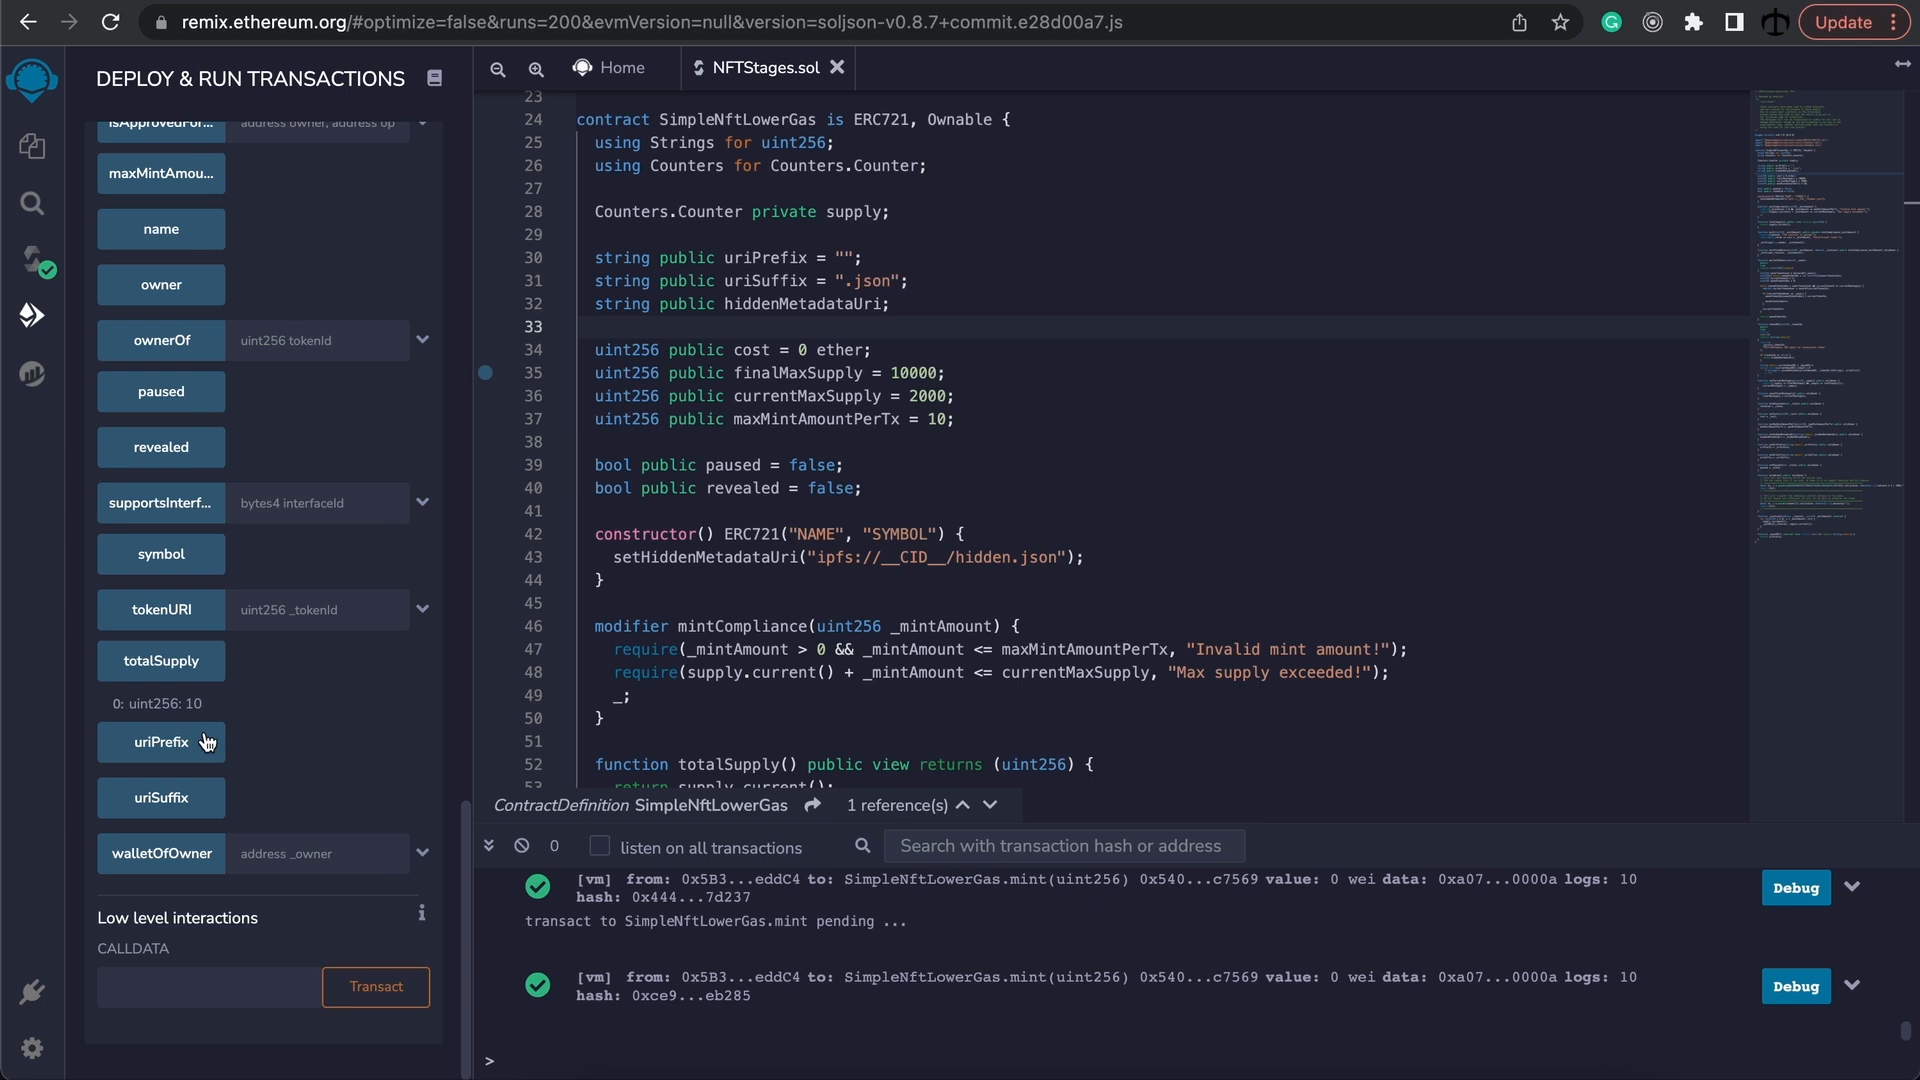 remix.ethereum.org/#optimize=false&runs=200&evmVersion=null&version=soljson-v0.8.7+commit.e28d00a7.js
Update
DEPLOY & RUN TRANSACTIONS
isApprovedFor... address owner, address op
maxMintAmou...
name
owner
ownerOf uint256 tokenId
paused
revealed
supportsInterf... bytes4 interfaceId
symbol
tokenURI uint256 _tokenId
totalSupply
0: uint256: 10
uriPrefix
uriSuffix
walletOfOwner address _owner
Low level interactions
CALLDATA
Transact
Home
NFTStages.sol
23
24 contract SimpleNftLowerGas is ERC721, Ownable {
25 using Strings for uint256;
26 using Counters for Counters.Counter;
27
28 Counters.Counter private supply;
29
30 string public uriPrefix = "";
31 string public uriSuffix = ".json";
32 string public hiddenMetadataUri;
33
34 uint256 public cost = 0 ether;
35 uint256 public finalMaxSupply = 10000;
36 uint256 public currentMaxSupply = 2000;
37 uint256 public maxMintAmountPerTx = 10;
38
39 bool public paused = false;
40 bool public revealed = false;
41
42 constructor() ERC721("NAME", "SYMBOL") {
43 setHiddenMetadataUri("ipfs://__CID__/hidden.json");
44 }
45
46 modifier mintCompliance(uint256 _mintAmount) {
47 require(_mintAmount > 0 && _mintAmount <= maxMintAmountPerTx, "Invalid mint amount!");
48 require(supply.current() + _mintAmount <= currentMaxSupply, "Max supply exceeded!");
49 _;
50 }
51
52 function totalSupply() public view returns (uint256) {
53 return supply.current();
ContractDefinition SimpleNftLowerGas 1 reference(s)
0 listen on all transactions Search with transaction hash or address
[vm] from: 0x5B3...eddC4 to: SimpleNftLowerGas.mint(uint256) 0x540...c7569 value: 0 wei data: 0xa07...0000a logs: 10
hash: 0x444...7d237
Debug
transact to SimpleNftLowerGas.mint pending ...
[vm] from: 0x5B3...eddC4 to: SimpleNftLowerGas.mint(uint256) 0x540...c7569 value: 0 wei data: 0xa07...0000a logs: 10
hash: 0xce9...eb285
Debug
>